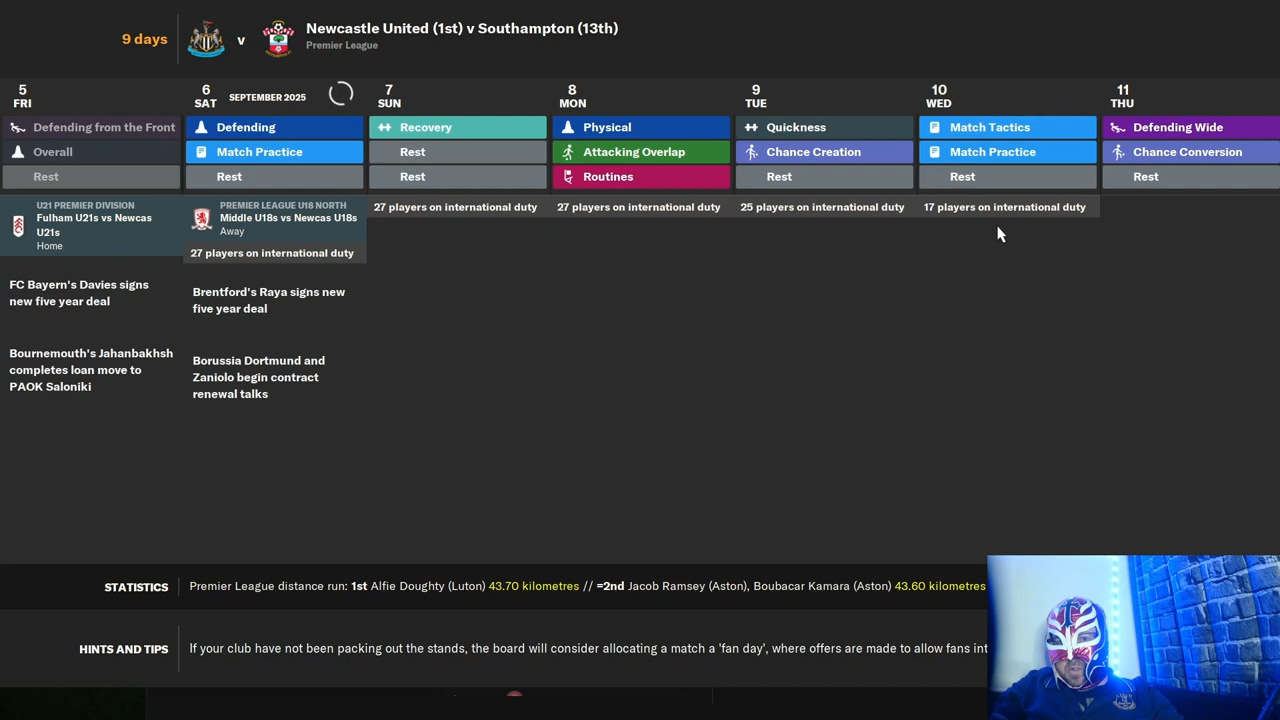 9 days
v
Newcastle United (1st) v Southampton (13th)
Premier League
5
FRI
6
SAT
SEPTEMBER 2025
7
SUN
8
MON
9
TUE
10
WED
11
THU
Defending from the Front
Defending
Recovery
Physical
Quickness
Match Tactics
Defending Wide
Overall
Match Practice
Rest
Attacking Overlap
Chance Creation
Match Practice
Chance Conversion
Rest
Rest
Rest
Routines
Rest
Rest
Rest
U21 PREMIER DIVISION
Fulham U21s vs Newcas
U21s
Home
PREMIER LEAGUE U18 NORTH
Middle U18s vs Newcas U18s
Away
27 players on international duty
27 players on international duty
27 players on international duty
25 players on international duty
17 players on international duty
FC Bayern's Davies signs
new five year deal
Brentford's Raya signs new
five year deal
Bournemouth's Jahanbakhsh
completes loan move to
PAOK Saloniki
Borussia Dortmund and
Zaniolo begin contract
renewal talks
STATISTICS
Premier League distance run: 1st Alfie Doughty (Luton) 43.70 kilometres // =2nd Jacob Ramsey (Aston), Boubacar Kamara (Aston) 43.60 kilometres
HINTS AND TIPS
If your club have not been packing out the stands, the board will consider allocating a match a 'fan day', where offers are made to allow fans int